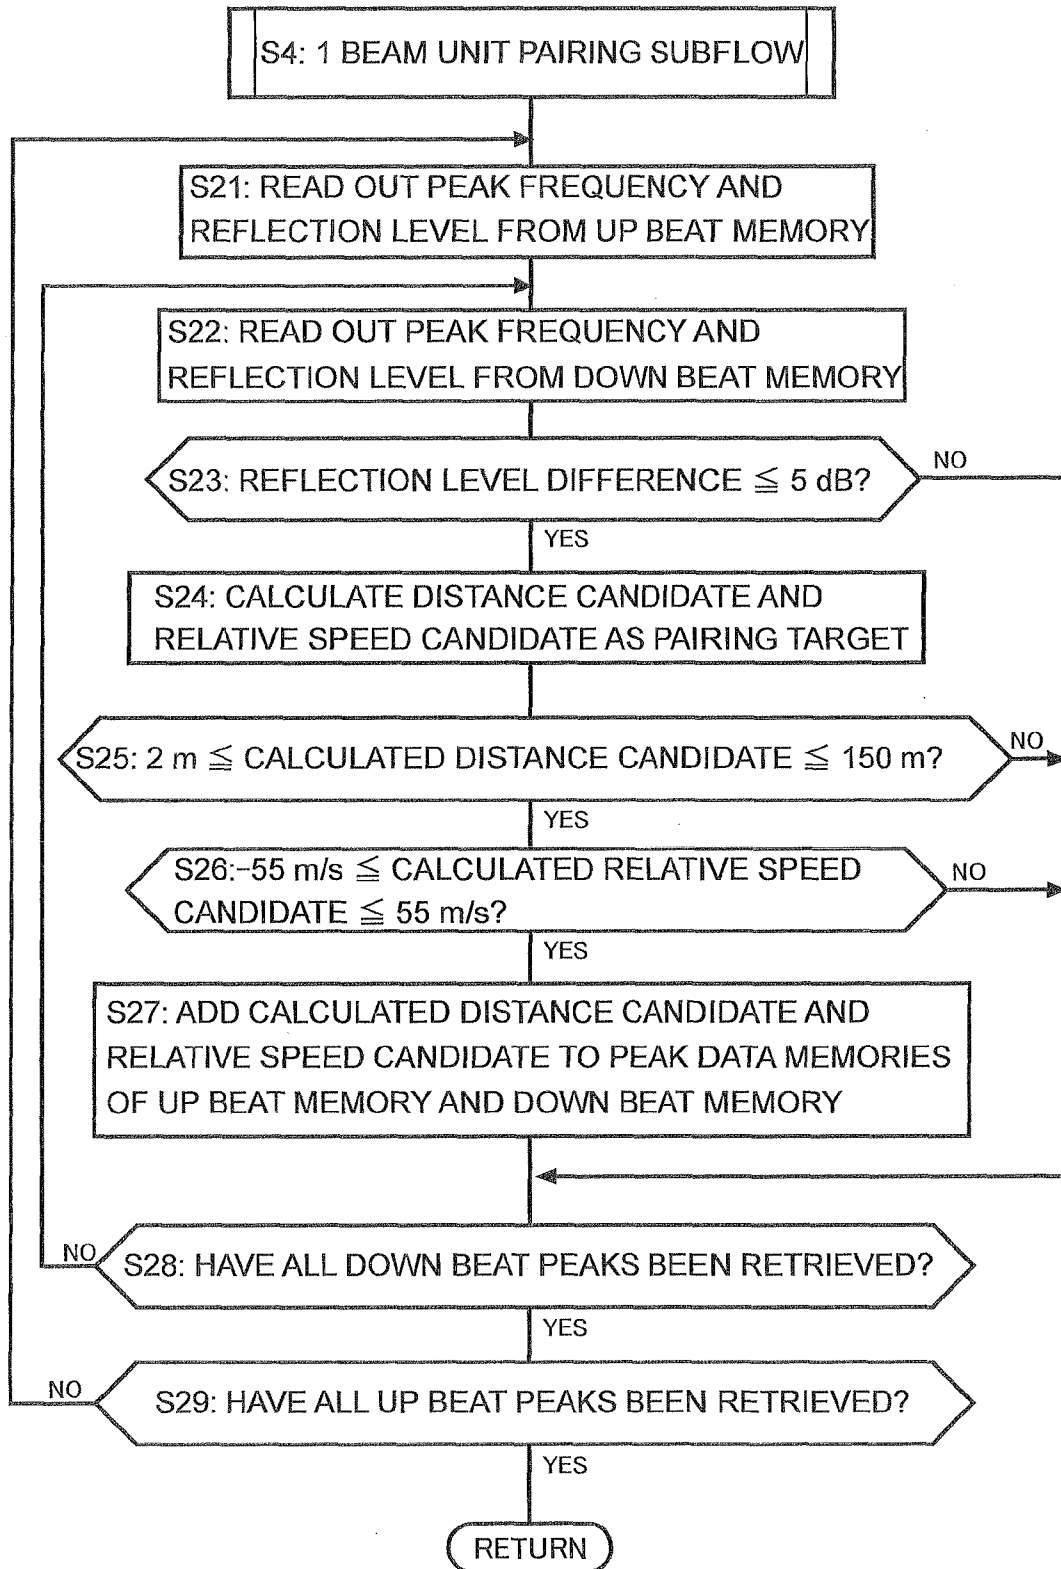 S4: 1 BEAM UNIT PAIRING SUBFLOW
S21: READ OUT PEAK FREQUENCY AND
REFLECTION LEVEL FROM UP BEAT MEMORY
S22: READ OUT PEAK FREQUENCY AND
REFLECTION LEVEL FROM DOWN BEAT MEMORY
S23: REFLECTION LEVEL DIFFERENCE ≦ 5 dB?
NO
YES
S24: CALCULATE DISTANCE CANDIDATE AND
RELATIVE SPEED CANDIDATE AS PAIRING TARGET
S25: 2 m ≦ CALCULATED DISTANCE CANDIDATE ≦ 150 m?
NO
YES
S26:-55 m/s ≦ CALCULATED RELATIVE SPEED
CANDIDATE ≦ 55 m/s?
NO
YES
S27: ADD CALCULATED DISTANCE CANDIDATE AND
RELATIVE SPEED CANDIDATE TO PEAK DATA MEMORIES
OF UP BEAT MEMORY AND DOWN BEAT MEMORY
NO
S28: HAVE ALL DOWN BEAT PEAKS BEEN RETRIEVED?
YES
NO
S29: HAVE ALL UP BEAT PEAKS BEEN RETRIEVED?
YES
RETURN